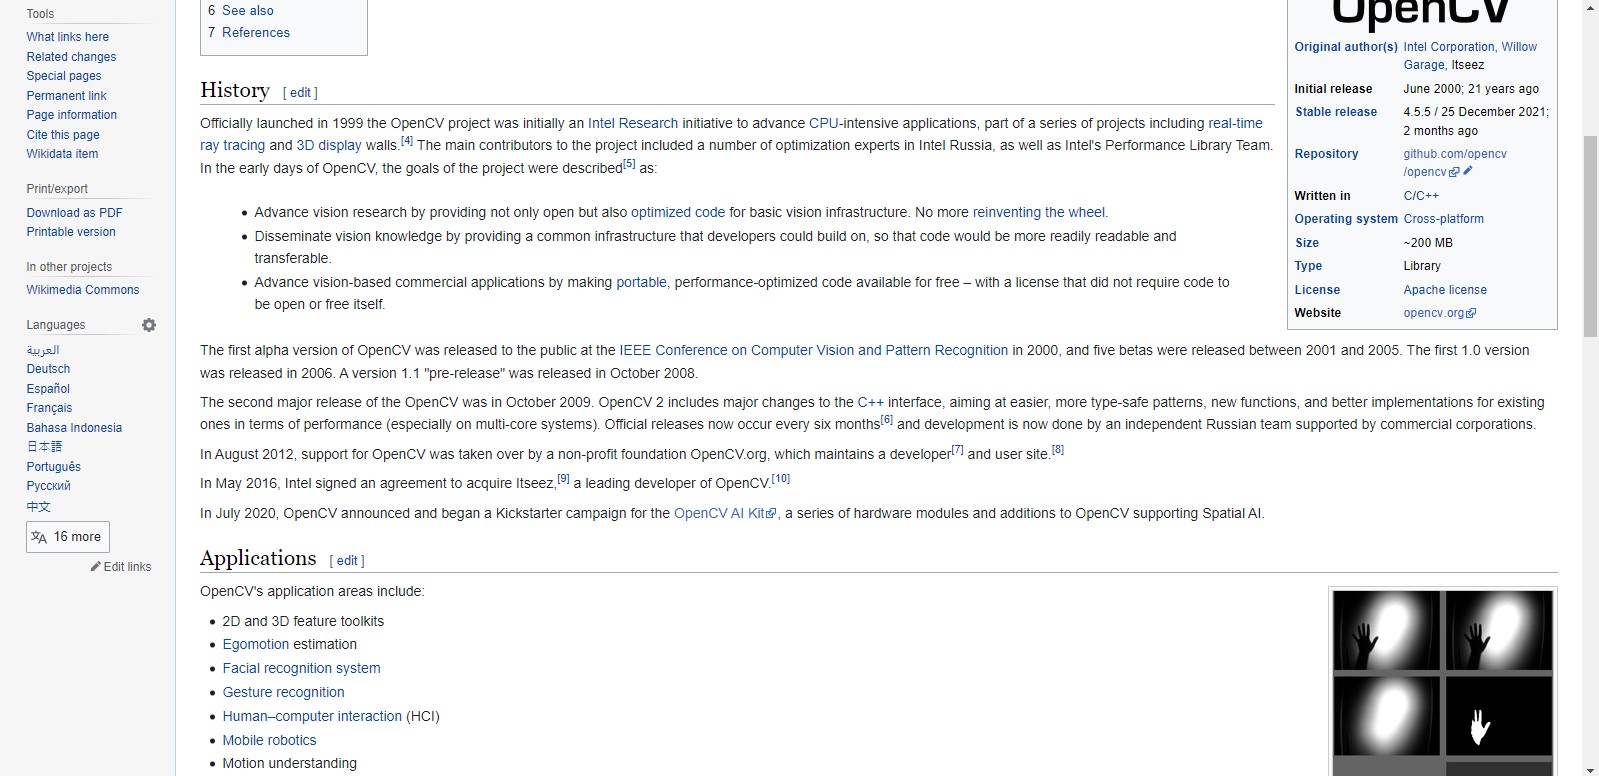 Tools
What links here
Related changes
Special pages
Permanent link
Page information
Cite this page
Wikidata item
Print/export
Download as PDF
Printable version
In other projects
Wikimedia Commons
Languages
العربية
Deutsch
Español
Français
Bahasa Indonesia
日本語
Português
Русский
中文
16 more
Edit links
6 See also
7 References
History [ edit ]
Officially launched in 1999 the OpenCV project was initially an Intel Research initiative to advance CPU-intensive applications, part of a series of projects including real-time
ray tracing and 3D display walls.[4] The main contributors to the project included a number of optimization experts in Intel Russia, as well as Intel's Performance Library Team.
In the early days of OpenCV, the goals of the project were described[5] as:
• Advance vision research by providing not only open but also optimized code for basic vision infrastructure. No more reinventing the wheel.
• Disseminate vision knowledge by providing a common infrastructure that developers could build on, so that code would be more readily readable and
transferable.
• Advance vision-based commercial applications by making portable, performance-optimized code available for free – with a license that did not require code to
be open or free itself.
The first alpha version of OpenCV was released to the public at the IEEE Conference on Computer Vision and Pattern Recognition in 2000, and five betas were released between 2001 and 2005. The first 1.0 version
was released in 2006. A version 1.1 "pre-release" was released in October 2008.
The second major release of the OpenCV was in October 2009. OpenCV 2 includes major changes to the C++ interface, aiming at easier, more type-safe patterns, new functions, and better implementations for existing
ones in terms of performance (especially on multi-core systems). Official releases now occur every six months[6] and development is now done by an independent Russian team supported by commercial corporations.
In August 2012, support for OpenCV was taken over by a non-profit foundation OpenCV.org, which maintains a developer[7] and user site.[8]
In May 2016, Intel signed an agreement to acquire Itseez,[9] a leading developer of OpenCV.[10]
In July 2020, OpenCV announced and began a Kickstarter campaign for the OpenCV AI Kit, a series of hardware modules and additions to OpenCV supporting Spatial AI.
Applications [ edit ]
OpenCV's application areas include:
• 2D and 3D feature toolkits
• Egomotion estimation
• Facial recognition system
• Gesture recognition
• Human–computer interaction (HCI)
• Mobile robotics
• Motion understanding
OpenCV
Original author(s) Intel Corporation, Willow
Garage, Itseez
Initial release June 2000; 21 years ago
Stable release 4.5.5 / 25 December 2021;
2 months ago
Repository github.com/opencv
/opencv
Written in C/C++
Operating system Cross-platform
Size ~200 MB
Type Library
License Apache license
Website opencv.org